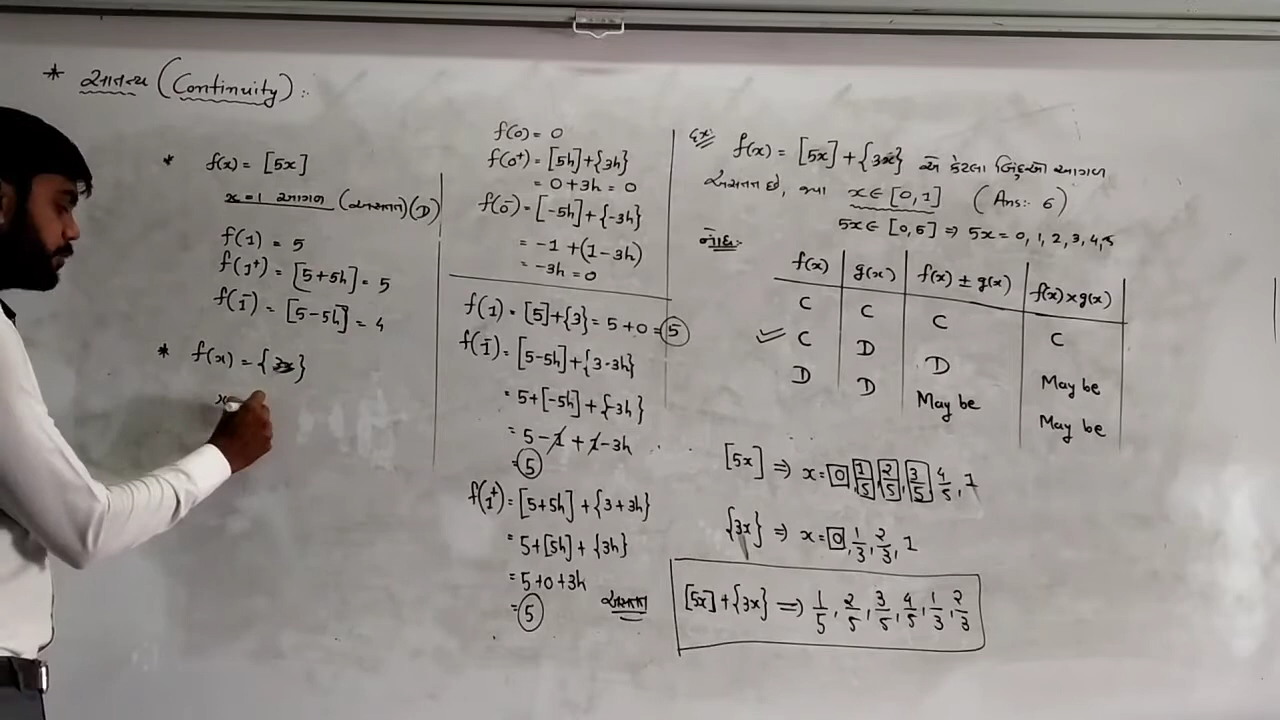 * સાતત્ય (Continuity) :-
* f(x) = [5x]
x = 1 આગળ (અસતત) (D)
f(1) = 5
f(1⁺) = [5+5h] = 5
f(1⁻) = [5-5h] = 4
* f(x) = {3x}
x
f(0) = 0
f(0⁺) = [5h]+{3h}
= 0+3h = 0
f(0⁻) = [-5h]+{-3h}
= -1 +(1-3h)
= -3h = 0
f(1) = [5]+{3} = 5+0 = 5
f(1⁻) = [5-5h]+{3-3h}
= 5+[-5h]+{-3h}
= 5-1+1-3h
= 5
f(1⁺) = [5+5h]+{3+3h}
= 5+[5h]+{3h}
= 5+0+3h
= 5
સતત
Ex: f(x) = [5x]+{3x} એ કેટલા બિંદુઓ આગળ
અસતત છે, જ્યાં x∈[0,1] (Ans:- 6)
5x∈[0,5] ⇒ 5x=0,1,2,3,4,5
નોંધ:-
f(x) g(x) f(x)±g(x) f(x)×g(x)
C C C C
✓ C D D May be
D D May be May be
[5x] ⇒ x = 0, 1/5, 2/5, 3/5, 4/5, 1
{3x} ⇒ x = 0, 1/3, 2/3, 1
[5x]+{3x} ⇒ 1/5, 2/5, 3/5, 4/5, 1/3, 2/3